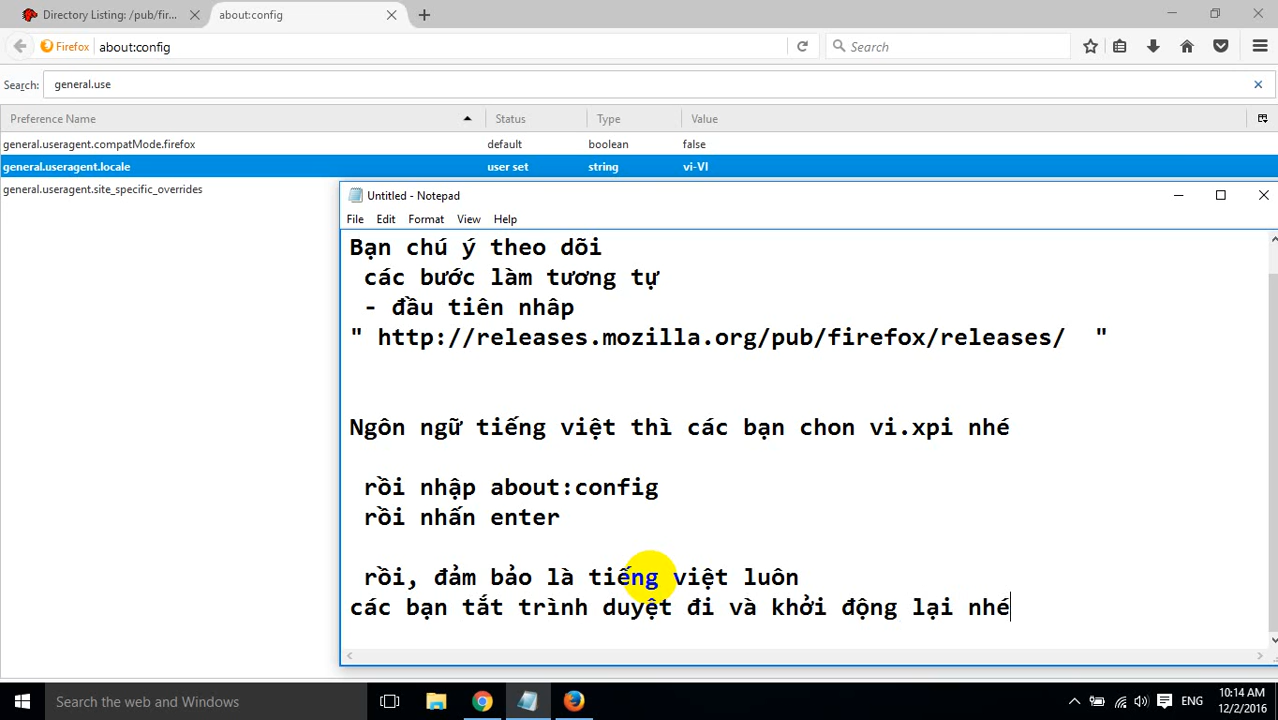 Directory Listing: /pub/fir...
about:config
Firefox
about:config
Search
Search:
general.use
Preference Name
Status
Type
Value
general.useragent.compatMode.firefox
default
boolean
false
general.useragent.locale
user set
string
vi-VI
general.useragent.site_specific_overrides
Untitled - Notepad
File
Edit
Format
View
Help
Bạn chú ý theo dõi
các bước làm tương tự
- đầu tiên nhâp
" http://releases.mozilla.org/pub/firefox/releases/ "
Ngôn ngữ tiếng việt thì các bạn chon vi.xpi nhé
rồi nhập about:config
rồi nhấn enter
rồi, đảm bảo là tiếng việt luôn
các bạn tắt trình duyệt đi và khởi động lại nhé
Search the web and Windows
ENG
10:14 AM
12/2/2016